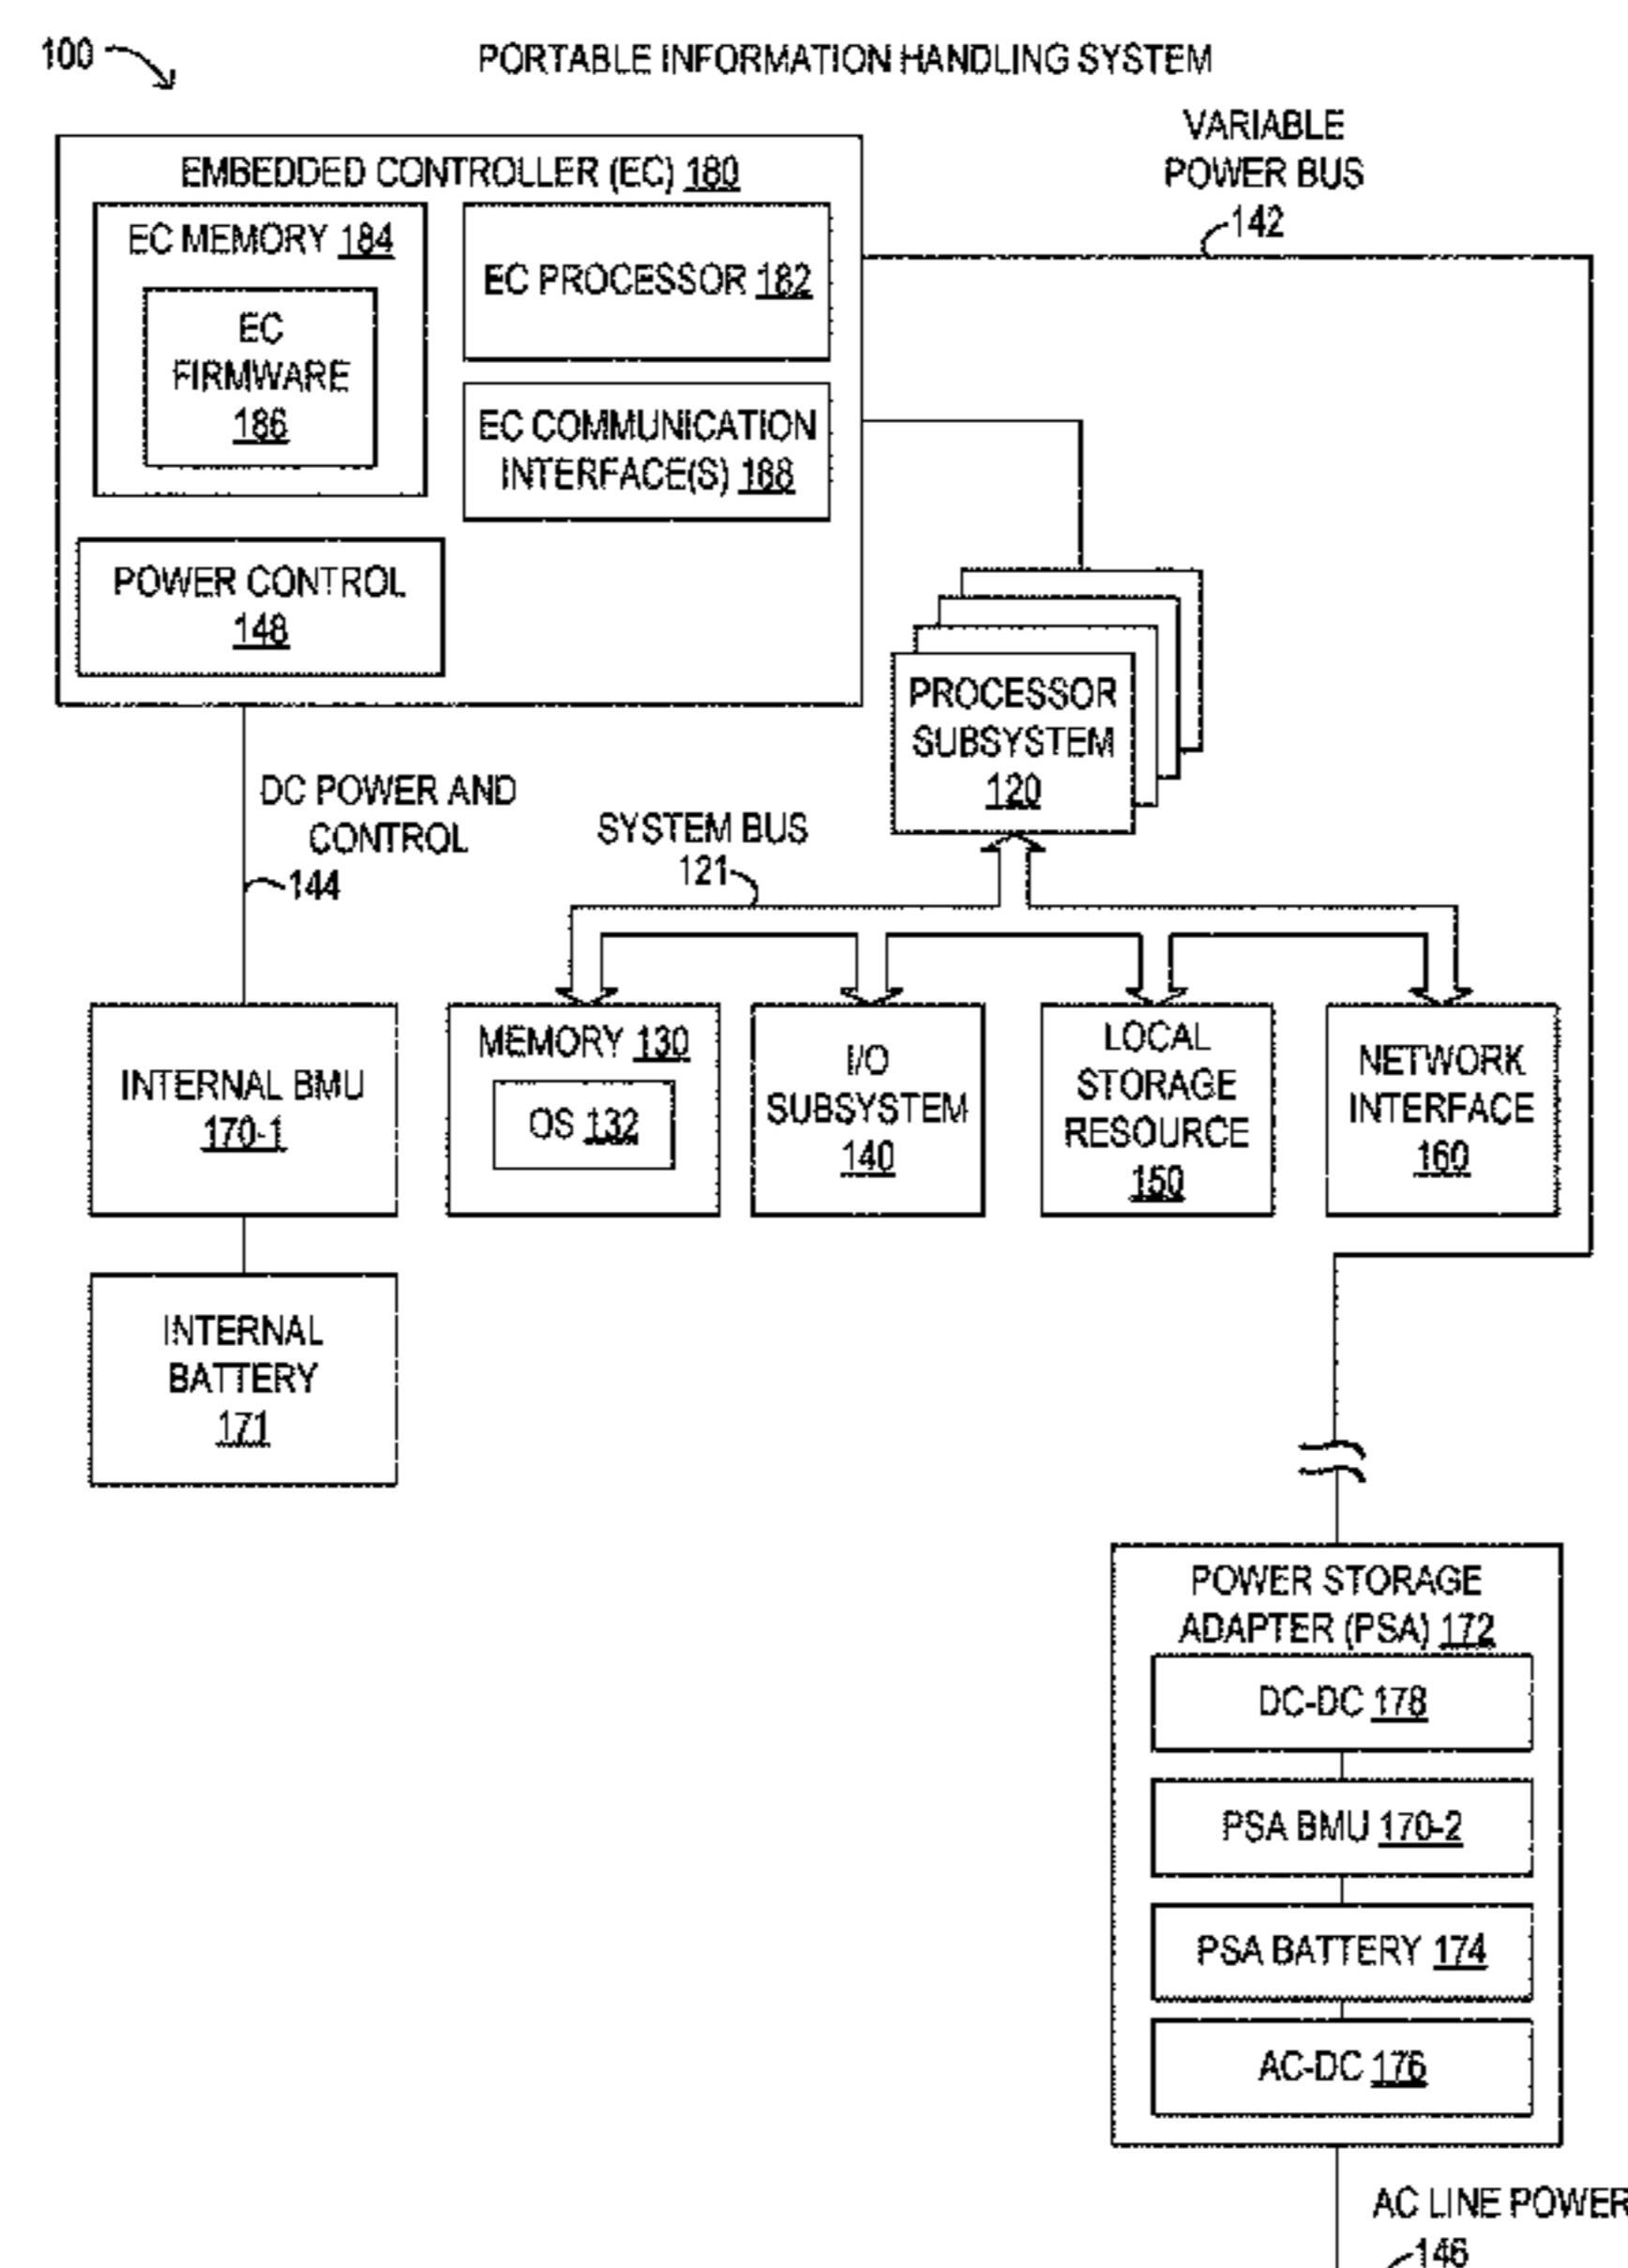 100
PORTABLE INFORMATION HANDLING SYSTEM
VARIABLE
POWER BUS
142
EMBEDDED CONTROLLER (EC) 180
EC MEMORY 184
EC
FIRMWARE
186
EC PROCESSOR 182
EC COMMUNICATION
INTERFACE(S) 188
POWER CONTROL
148
PROCESSOR
SUBSYSTEM
120
DC POWER AND
CONTROL
144
SYSTEM BUS
121
INTERNAL BMU
170-1
MEMORY 130
OS 132
I/O
SUBSYSTEM
140
LOCAL
STORAGE
RESOURCE
150
NETWORK
INTERFACE
160
INTERNAL
BATTERY
171
POWER STORAGE
ADAPTER (PSA) 172
DC-DC 178
PSA BMU 170-2
PSA BATTERY 174
AC-DC 176
AC LINE POWER
146